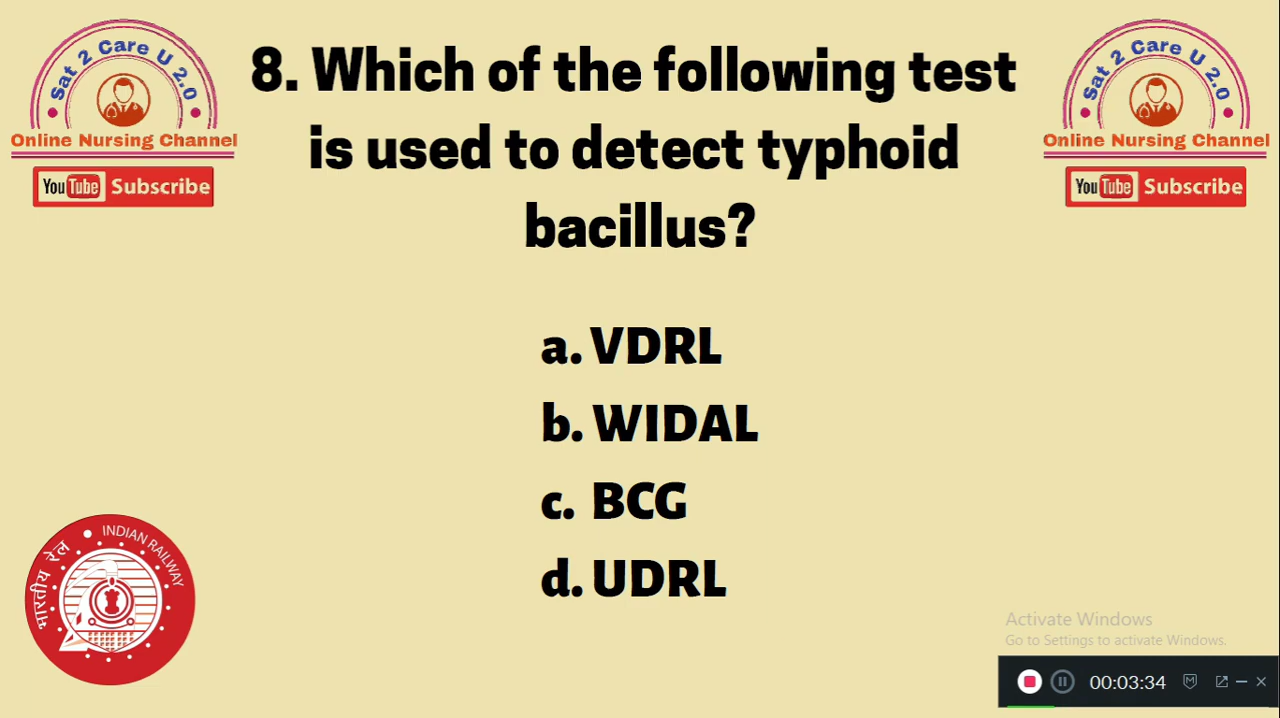 Sat 2 Care U 2.0
Online Nursing Channel
YouTube Subscribe
8. Which of the following test
is used to detect typhoid
bacillus?
Sat 2 Care U 2.0
Online Nursing Channel
YouTube Subscribe
a. VDRL
b. WIDAL
c. BCG
d. UDRL
भारतीय रेल • INDIAN RAILWAY
Activate Windows
Go to Settings to activate Windows.
00:03:34